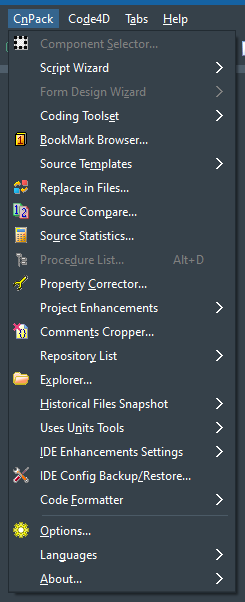 CnPack Code4D Tabs Help
Component Selector...
Script Wizard
Form Design Wizard
Coding Toolset
BookMark Browser...
Source Templates
Replace in Files...
Source Compare...
Source Statistics...
Procedure List... Alt+D
Property Corrector...
Project Enhancements
Comments Cropper...
Repository List
Explorer...
Historical Files Snapshot
Uses Units Tools
IDE Enhancements Settings
IDE Config Backup/Restore...
Code Formatter
Options...
Languages
About...